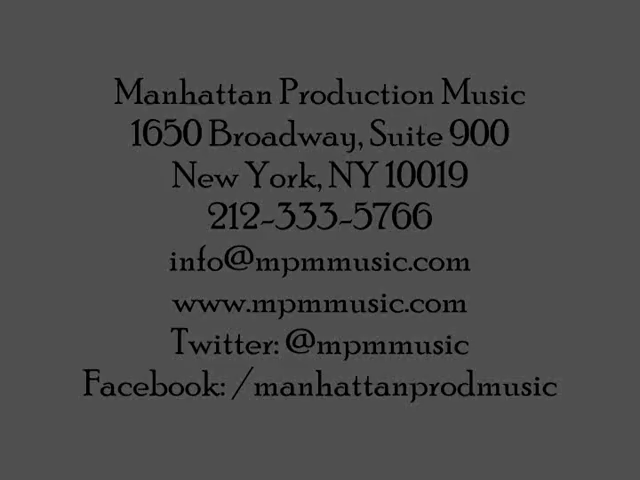 Manhattan Production Music
1650 Broadway, Suite 900
New York, NY 10019
212-333-5766
info@mpmmusic.com
www.mpmmusic.com
Twitter: @mpmmusic
Facebook: /manhattanprodmusic